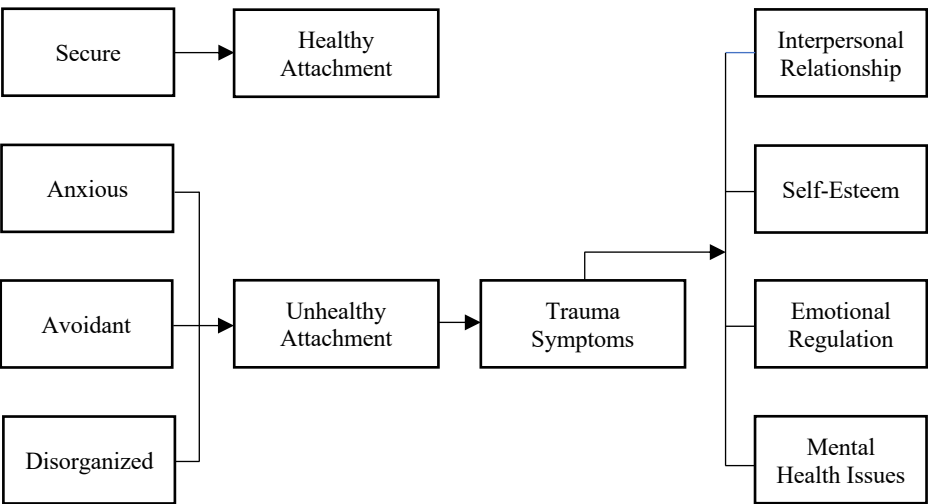 Secure
Healthy
Attachment
Interpersonal
Relationship
Anxious
Self-Esteem
Avoidant
Unhealthy
Attachment
Trauma
Symptoms
Emotional
Regulation
Disorganized
Mental
Health Issues